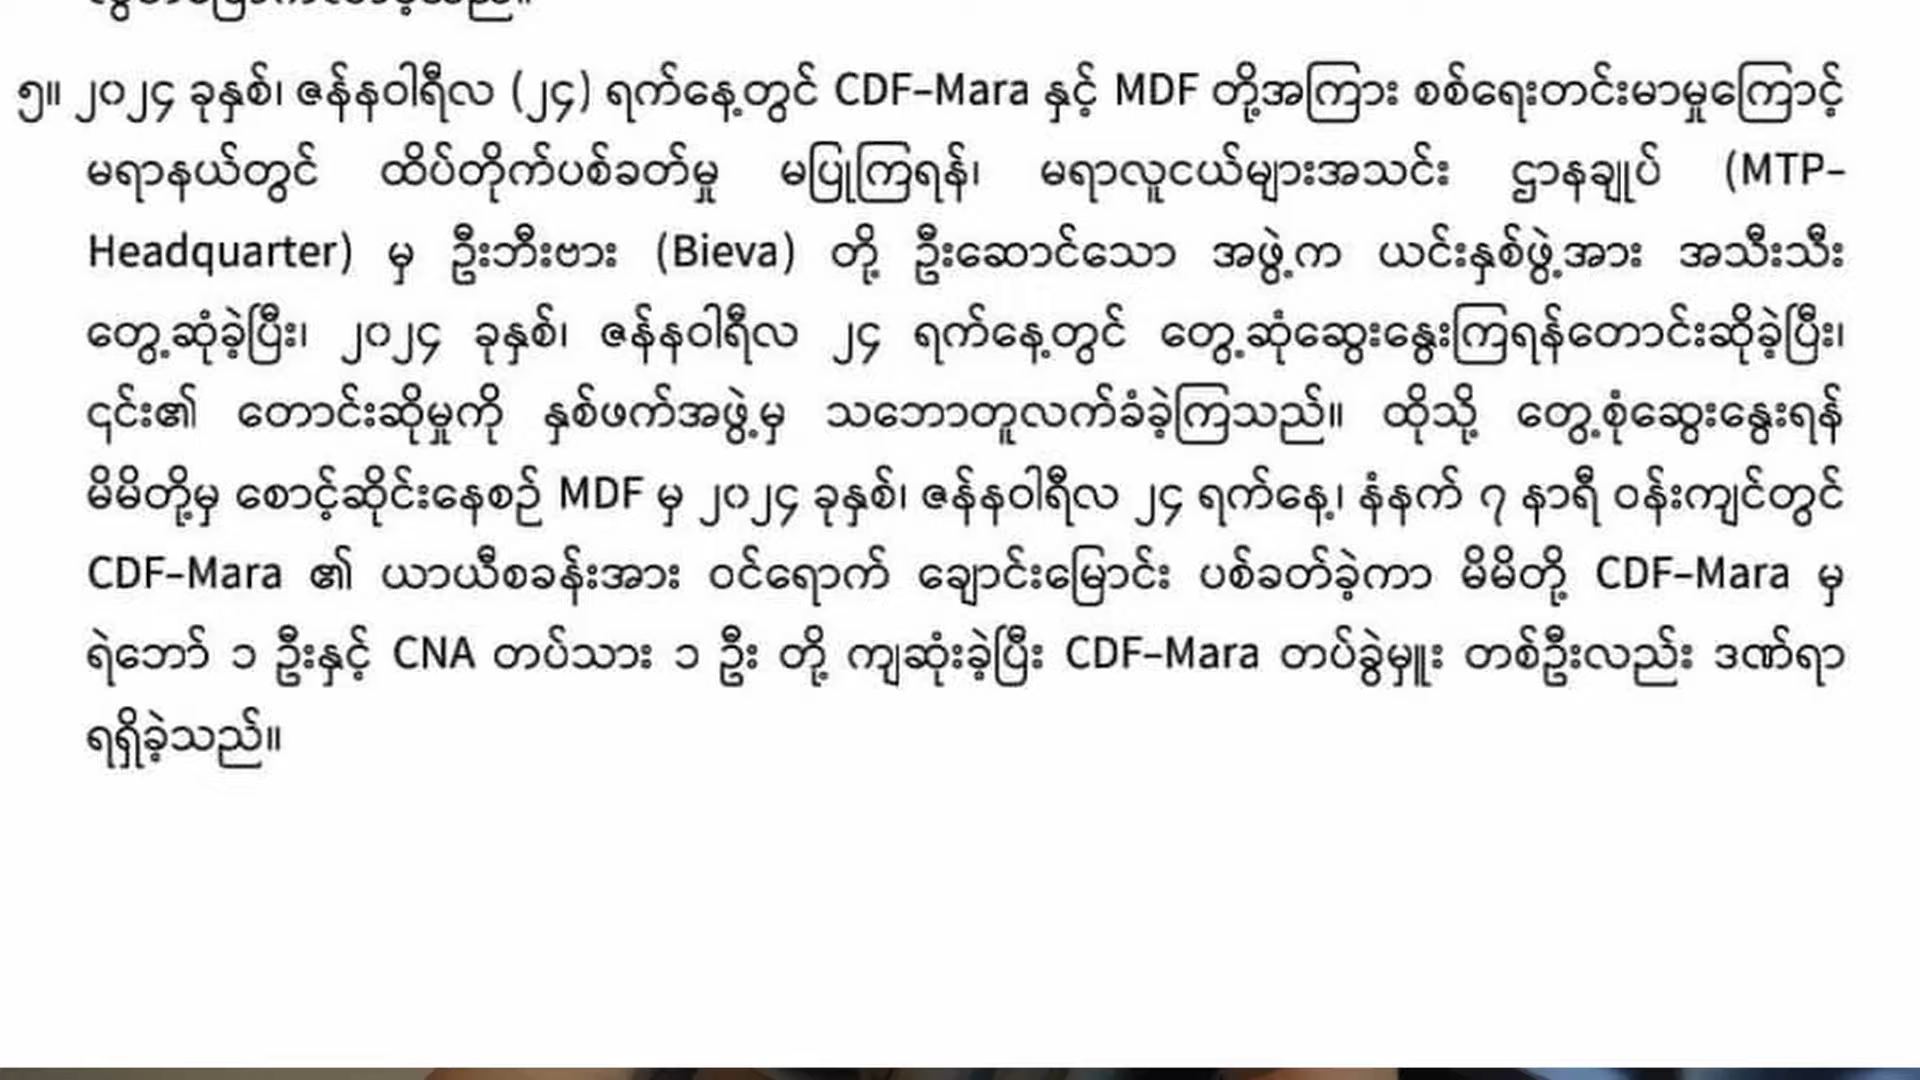 ၅။ ၂၀၂၄ ခုနှစ်၊ ဇန်နဝါရီလ (၂၄) ရက်နေ့တွင် CDF-Mara နှင့် MDF တို့အကြား စစ်ရေးတင်းမာမှုကြောင့်
မရာနယ်တွင် ထိပ်တိုက်ပစ်ခတ်မှု မပြုကြရန်၊ မရာလူငယ်များအသင်း ဌာနချုပ် (MTP-
Headquarter) မှ ဦးဘီးဗား (Bieva) တို့ ဦးဆောင်သော အဖွဲ့က ယင်းနှစ်ဖွဲ့အား အသီးသီး
တွေ့ဆုံခဲ့ပြီး၊ ၂၀၂၄ ခုနှစ်၊ ဇန်နဝါရီလ ၂၄ ရက်နေ့တွင် တွေ့ဆုံဆွေးနွေးကြရန်တောင်းဆိုခဲ့ပြီး၊
၎င်း၏ တောင်းဆိုမှုကို နှစ်ဖက်အဖွဲ့မှ သဘောတူလက်ခံခဲ့ကြသည်။ ထိုသို့ တွေ့စုံဆွေးနွေးရန်
မိမိတို့မှ စောင့်ဆိုင်းနေစဉ် MDF မှ ၂၀၂၄ ခုနှစ်၊ ဇန်နဝါရီလ ၂၄ ရက်နေ့၊ နံနက် ၇ နာရီ ဝန်းကျင်တွင်
CDF-Mara ၏ ယာယီစခန်းအား ဝင်ရောက် ချောင်းမြောင်း ပစ်ခတ်ခဲ့ကာ မိမိတို့ CDF-Mara မှ
ရဲဘော် ၁ ဦးနှင့် CNA တပ်သား ၁ ဦး တို့ ကျဆုံးခဲ့ပြီး CDF-Mara တပ်ခွဲမှူး တစ်ဦးလည်း ဒဏ်ရာ
ရရှိခဲ့သည်။